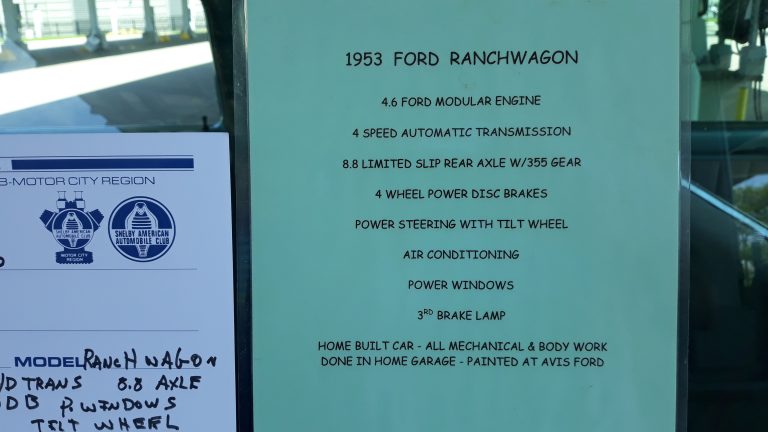 1953 FORD RANCHWAGON
4.6 FORD MODULAR ENGINE
4 SPEED AUTOMATIC TRANSMISSION
8.8 LIMITED SLIP REAR AXLE W/355 GEAR
4 WHEEL POWER DISC BRAKES
POWER STEERING WITH TILT WHEEL
AIR CONDITIONING
POWER WINDOWS
3RD BRAKE LAMP
HOME BUILT CAR - ALL MECHANICAL & BODY WORK
DONE IN HOME GARAGE - PAINTED AT AVIS FORD
-MOTOR CITY REGION
SHELBY AMERICAN
AUTOMOBILE CLUB
MOTOR CITY
REGION
SHELBY AMERICAN
AUTOMOBILE CLUB
MODEL RANCH WAGON
/D TRANS 8.8 AXLE
DB P. WINDOWS
TILT WHEEL